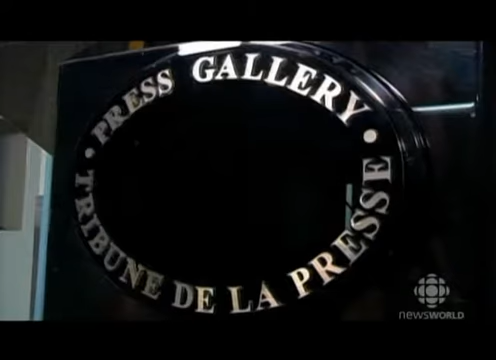 • PRESS GALLERY •
TRIBUNE DE LA PRESSE
newsWORLD